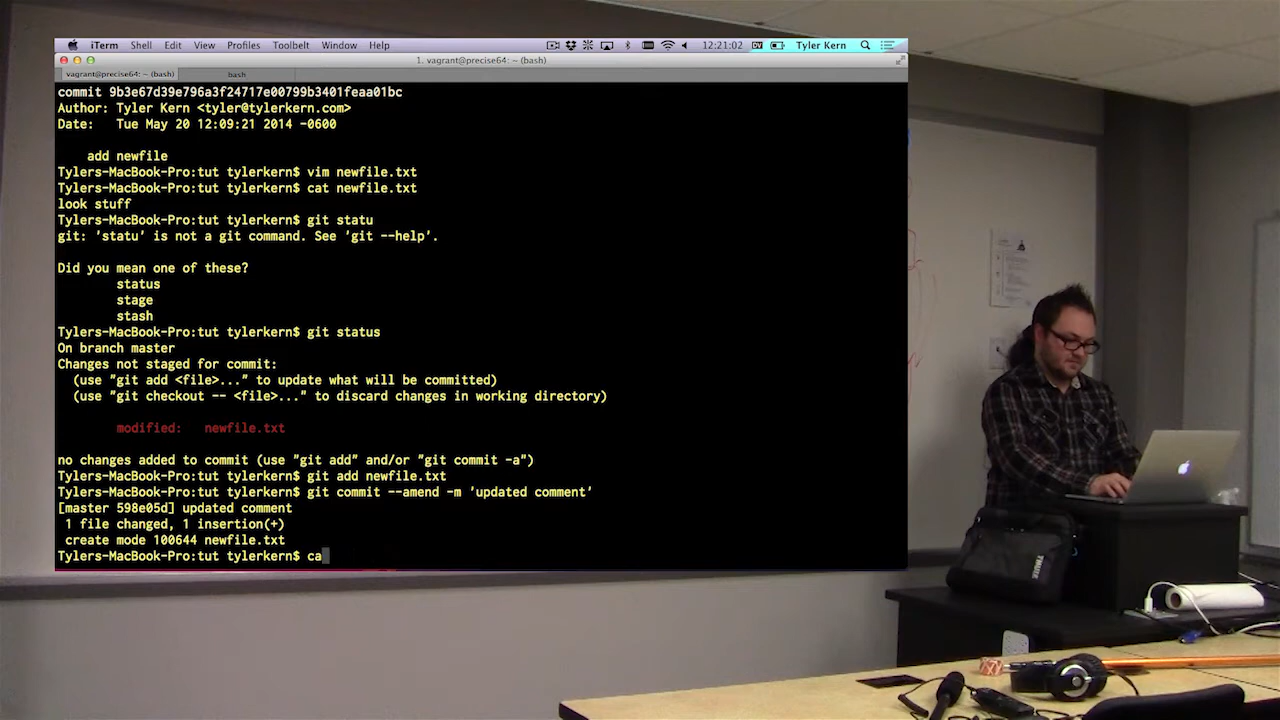 iTerm Shell Edit View Profiles Toolbelt Window Help 12:21:02 Tyler Kern
1. vagrant@precise64: ~ (bash)
vagrant@precise64: ~ (bash) bash
commit 9b3e67d39e796a3f24717e00799b3401feaa01bc
Author: Tyler Kern <tyler@tylerkern.com>
Date: Tue May 20 12:09:21 2014 -0600
add newfile
Tylers-MacBook-Pro:tut tylerkern$ vim newfile.txt
Tylers-MacBook-Pro:tut tylerkern$ cat newfile.txt
look stuff
Tylers-MacBook-Pro:tut tylerkern$ git statu
git: 'statu' is not a git command. See 'git --help'.
Did you mean one of these?
status
stage
stash
Tylers-MacBook-Pro:tut tylerkern$ git status
On branch master
Changes not staged for commit:
(use "git add <file>..." to update what will be committed)
(use "git checkout -- <file>..." to discard changes in working directory)
modified: newfile.txt
no changes added to commit (use "git add" and/or "git commit -a")
Tylers-MacBook-Pro:tut tylerkern$ git add newfile.txt
Tylers-MacBook-Pro:tut tylerkern$ git commit --amend -m 'updated comment'
[master 598e05d] updated comment
1 file changed, 1 insertion(+)
create mode 100644 newfile.txt
Tylers-MacBook-Pro:tut tylerkern$ ca
THULE